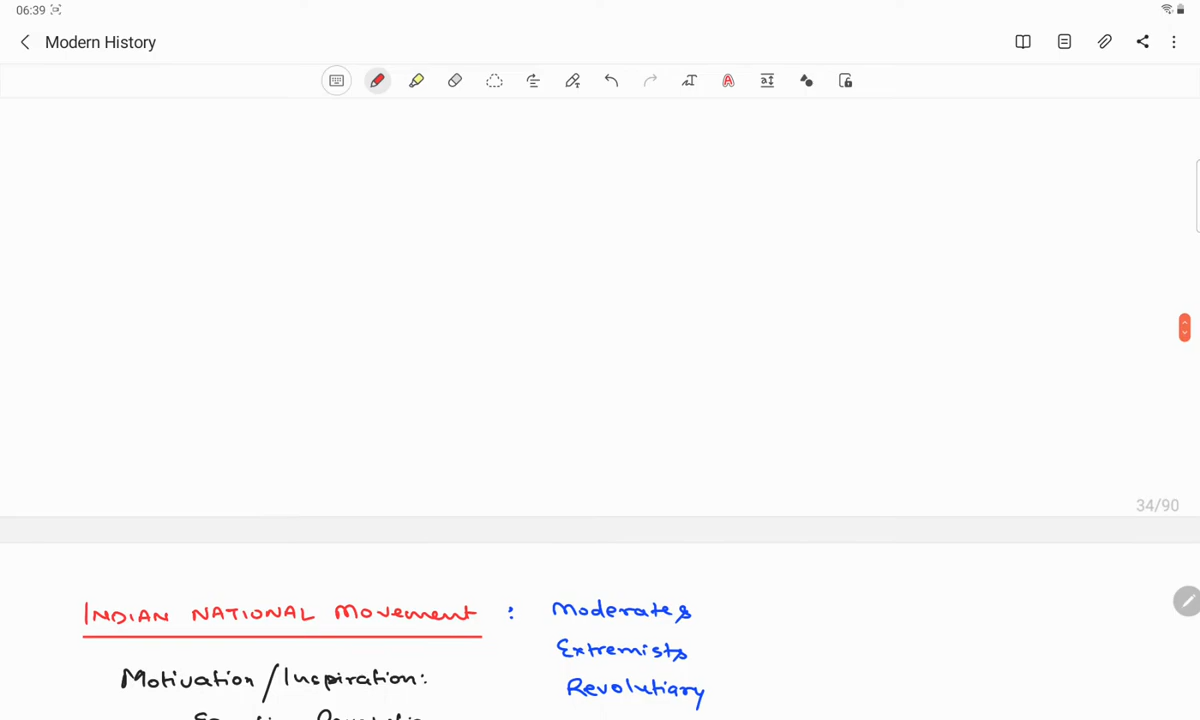 06:39
Modern History
34/90
INDIAN NATIONAL Movement : Moderates
Extremists
Motivation/Inspiration:
Revolutiary